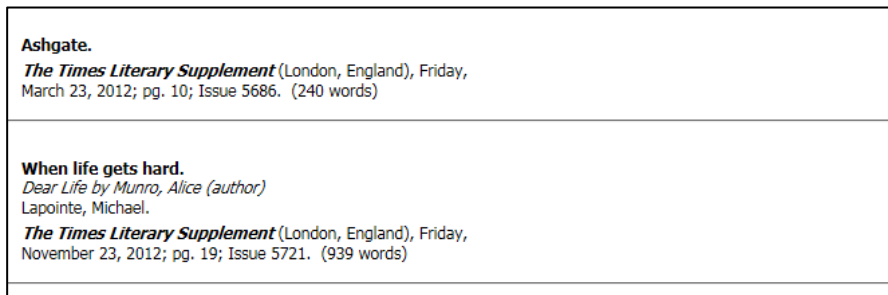 Ashgate.
The Times Literary Supplement (London, England), Friday,
March 23, 2012; pg. 10; Issue 5686.  (240 words)
When life gets hard.
Dear Life by Munro, Alice (author)
Lapointe, Michael.
The Times Literary Supplement (London, England), Friday,
November 23, 2012; pg. 19; Issue 5721.  (939 words)